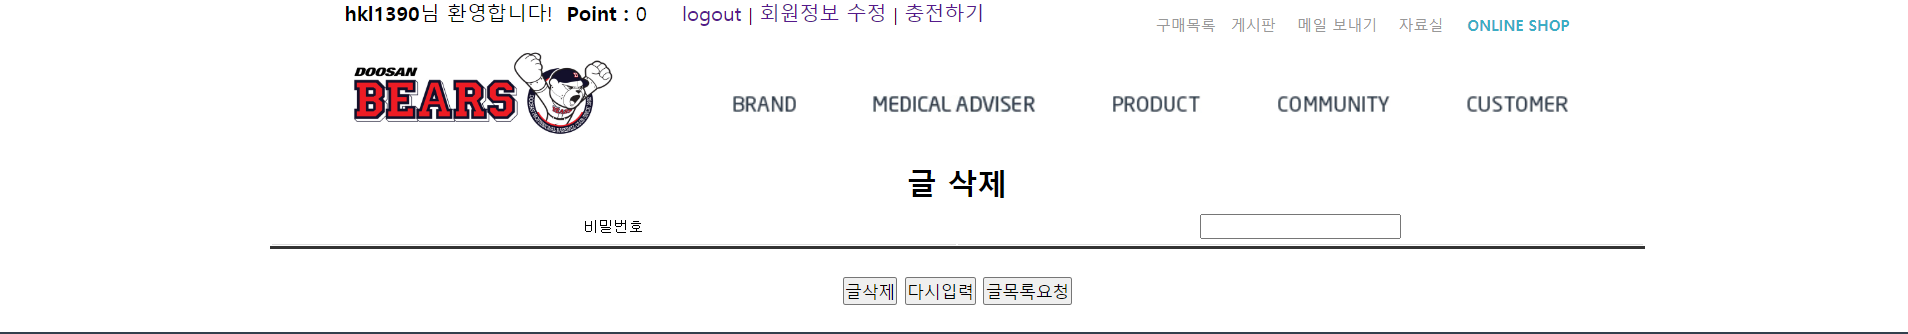 hkl1390님 환영합니다! Point : 0 logout | 회원정보 수정 | 충전하기
구매목록 게시판 메일 보내기 자료실 ONLINE SHOP
DOOSAN
BEARS
BRAND MEDICAL ADVISER PRODUCT COMMUNITY CUSTOMER
글 삭제
비밀번호
글삭제 다시입력 글목록요청